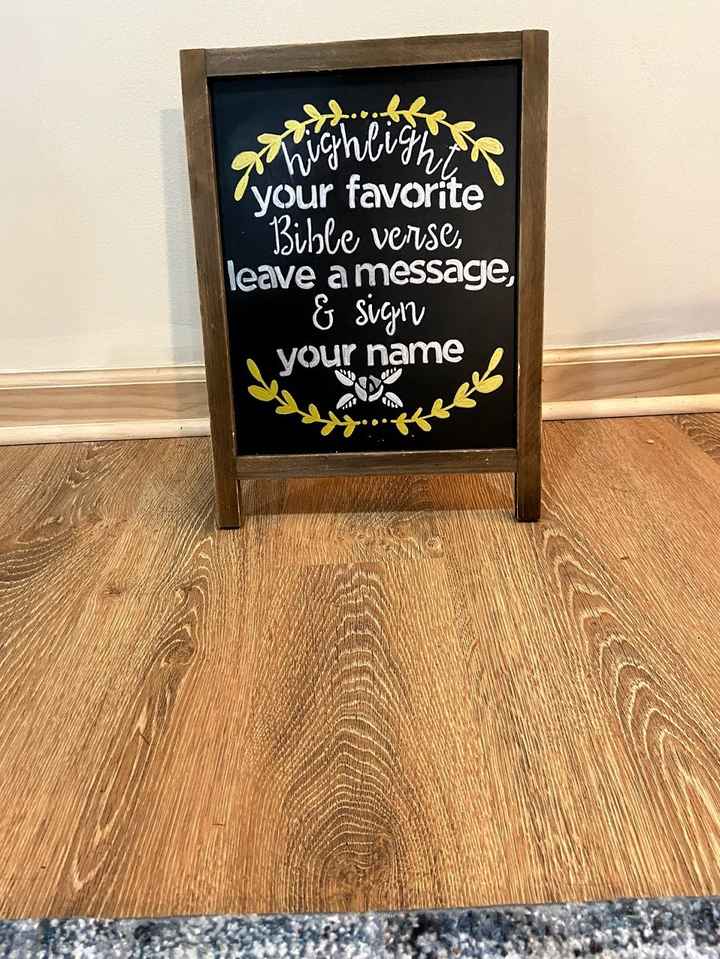 highlight
your favorite
Bible verse,
leave a message,
& sign
your name